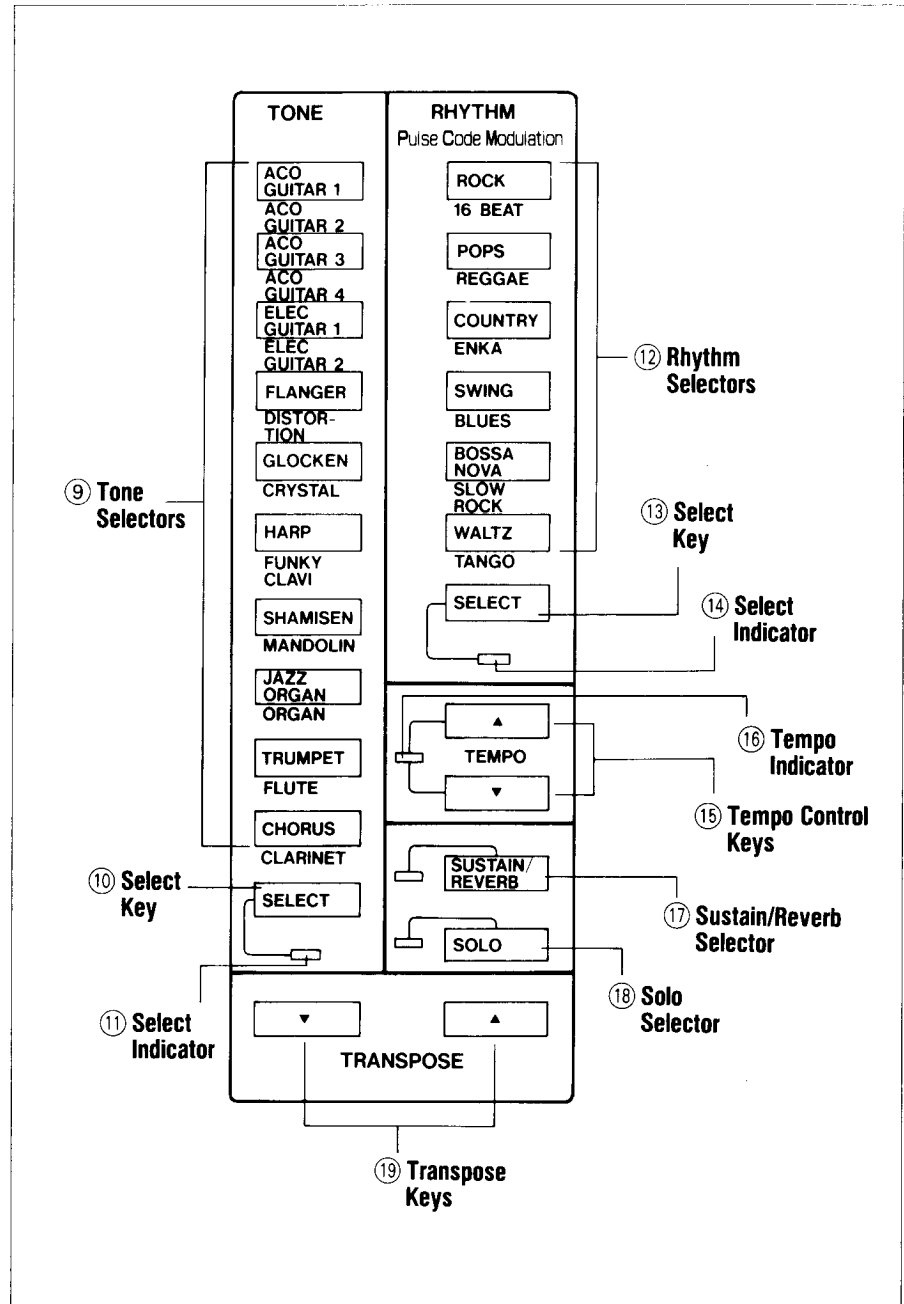 TONE
ACO
GUITAR 1
ACO
GUITAR 2
ACO
GUITAR 3
ACO
GUITAR 4
ELEC
GUITAR 1
ELEC
GUITAR 2
FLANGER
DISTOR-
TION
GLOCKEN
CRYSTAL
HARP
FUNKY
CLAVI
SHAMISEN
MANDOLIN
JAZZ
ORGAN
ORGAN
TRUMPET
FLUTE
CHORUS
CLARINET
SELECT
RHYTHM
Pulse Code Modulation
ROCK
16 BEAT
POPS
REGGAE
COUNTRY
ENKA
SWING
BLUES
BOSSA
NOVA
SLOW
ROCK
WALTZ
TANGO
SELECT
▲
TEMPO
▼
SUSTAIN/
REVERB
SOLO
▼ ▲
TRANSPOSE
⑨ Tone
Selectors
⑩ Select
Key
⑪ Select
Indicator
⑫ Rhythm
Selectors
⑬ Select
Key
⑭ Select
Indicator
⑯ Tempo
Indicator
⑮ Tempo Control
Keys
⑰ Sustain/Reverb
Selector
⑱ Solo
Selector
⑲ Transpose
Keys